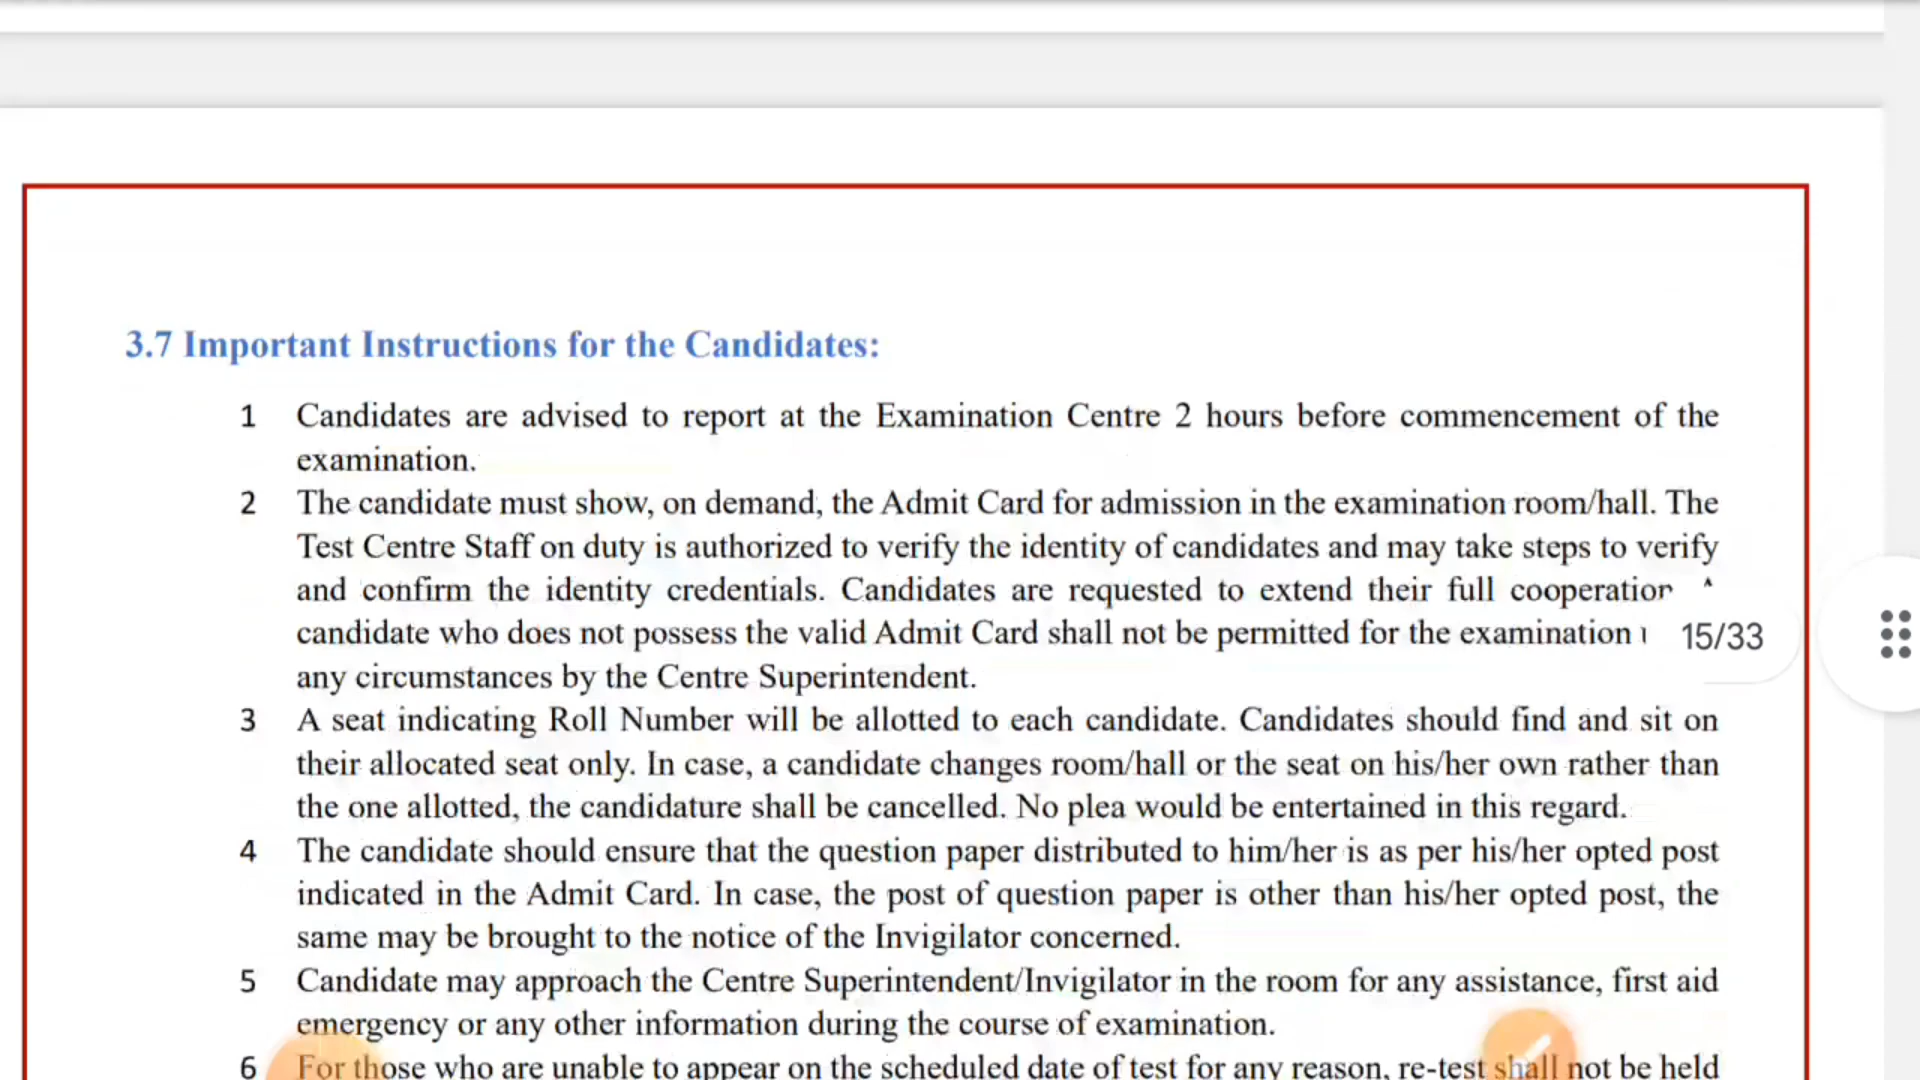 3.7 Important Instructions for the Candidates:
1 Candidates are advised to report at the Examination Centre 2 hours before commencement of the
examination.
2 The candidate must show, on demand, the Admit Card for admission in the examination room/hall. The
Test Centre Staff on duty is authorized to verify the identity of candidates and may take steps to verify
and confirm the identity credentials. Candidates are requested to extend their full
candidate who does not possess the valid Admit Card shall not be permitted for the examination
15/33
any circumstances by the Centre Superintendent.
3 A seat indicating Roll Number will be allotted to each candidate. Candidates should find and sit on
their allocated seat only. In case, a candidate changes room/hall or the seat on his/her own rather than
the one allotted, the candidature shall be cancelled. No plea would be entertained in this regard.
4 The candidate should ensure that the question paper distributed to him/her is as per his/her opted post
indicated in the Admit Card. In case, the post of question paper is other than his/her opted post, the
same may be brought to the notice of the Invigilator concerned.
5 Candidate may approach the Centre Superintendent/Invigilator in the room for any assistance, first aid
emergency or any other information during the course of examination.
6 For those who are unable to appear on the scheduled date of test for any reason, re-test shall not be held